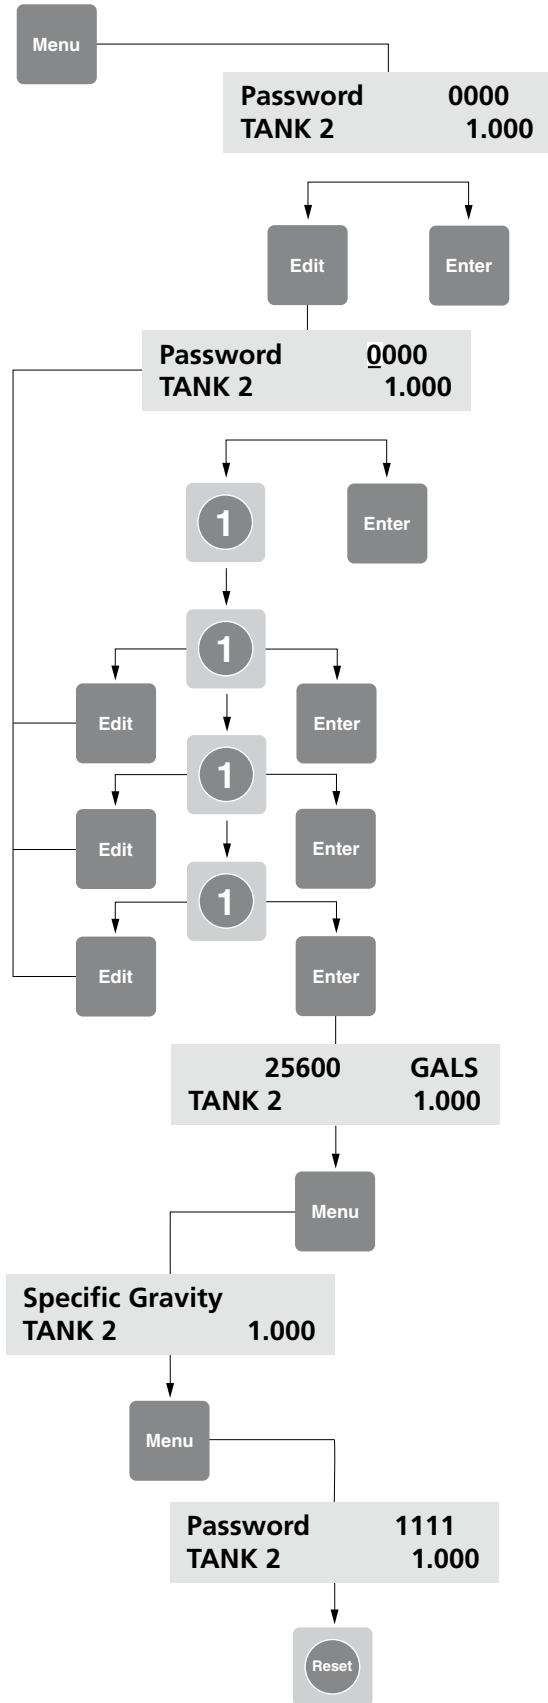 Menu
Password 0000
TANK 2 1.000
Edit Enter
Password 0000
TANK 2 1.000
1 Enter
1
Edit Enter
1
Edit Enter
1
Edit Enter
25600 GALS
TANK 2 1.000
Menu
Specific Gravity
TANK 2 1.000
Menu
Password 1111
TANK 2 1.000
Reset